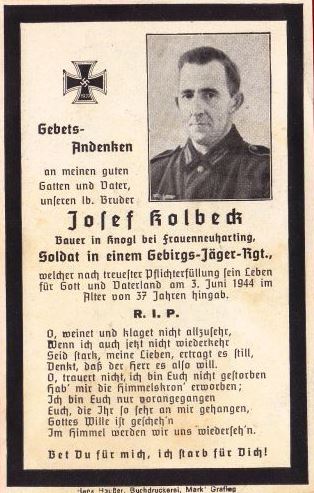 Gebets-
Andenken
an meinen guten
Gatten und Vater,
unseren lb. Bruder
Josef Kolbeck
Bauer in Knogl bei Frauenneuharting,
Soldat in einem Gebirgs-Jäger-Rgt.,
welcher nach treuester Pflichterfüllung sein Leben
für Gott und Vaterland am 3. Juni 1944 im
Alter von 37 Jahren hingab.
R. I. P.
O, weinet und klaget nicht allzusehr,
Wenn ich auch jetzt nicht wiederkehr
Seid stark, meine Lieben, ertragt es still,
Denkt, daß der Herr es also will.
O, trauert nicht, ich bin Euch nicht gestorben
Hab' mir die Himmelskron' erworben;
Ich bin Euch nur vorangegangen
Euch, die Ihr so sehr an mir gehangen,
Gottes Wille ist gescheh'n
Im Himmel werden wir uns wiederseh'n.
Bet Du für mich, ich starb für Dich!
Buchdruckerei, Markt Grafing